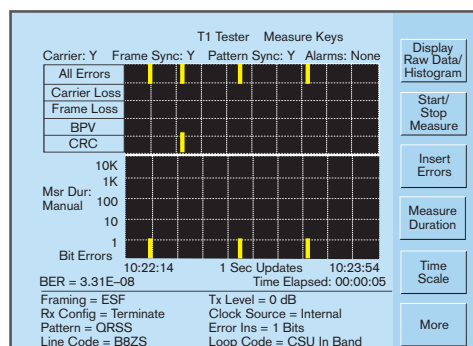 T1 Tester Measure Keys
Carrier: Y Frame Sync: Y Pattern Sync: Y Alarms: None
All Errors
Carrier Loss
Frame Loss
BPV
CRC
10K
1K
Msr Dur:
Manual
100
10
1
Bit Errors
10:22:14 1 Sec Updates 10:23:54
BER = 3.31E–08 Time Elapsed: 00:00:05
Framing = ESF Tx Level = 0 dB
Rx Config = Terminate Clock Source = Internal
Pattern = QRSS Error Ins = 1 Bits
Line Code = B8ZS Loop Code = CSU In Band
Display
Raw Data/
Histogram
Start/
Stop
Measure
Insert
Errors
Measure
Duration
Time
Scale
More